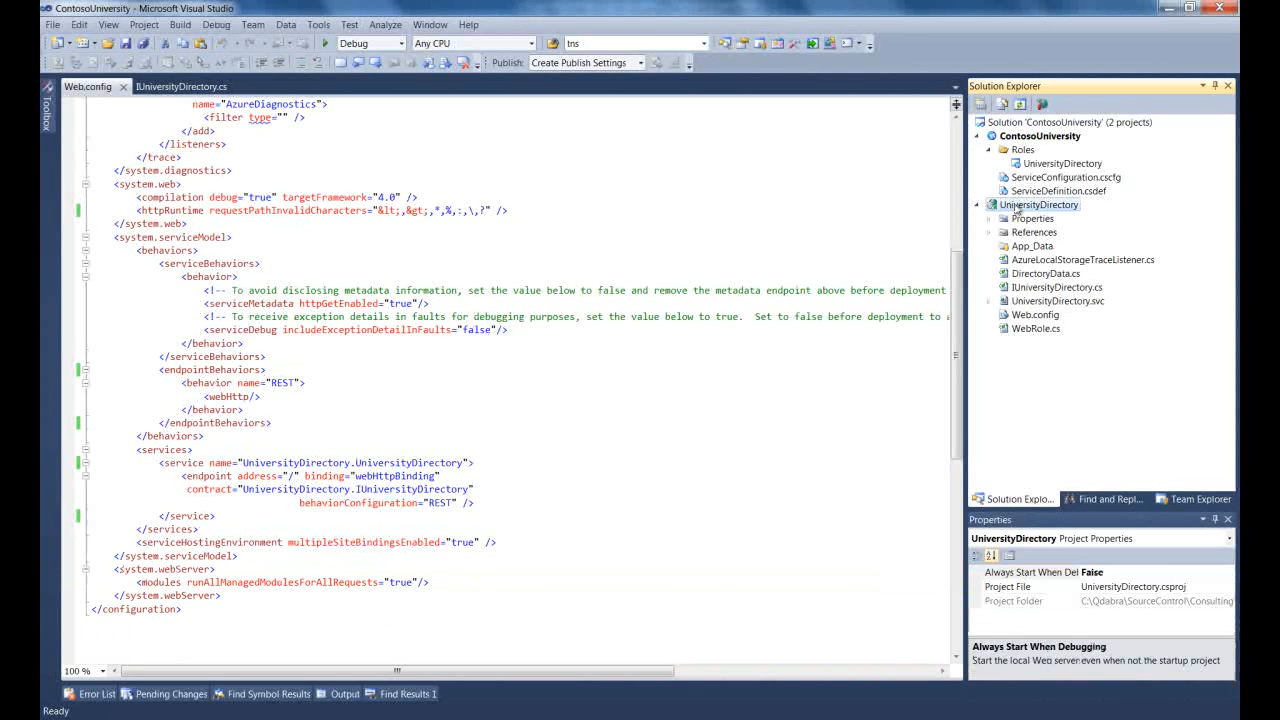 ContosoUniversity - Microsoft Visual Studio
File Edit View Project Build Debug Team Data Tools Test Analyze Window Help
Debug Any CPU tns
Publish: Create Publish Settings
Toolbox
Web.config IUniversityDirectory.cs
name="AzureDiagnostics">
<filter type="" />
</add>
</listeners>
</trace>
</system.diagnostics>
<system.web>
<compilation debug="true" targetFramework="4.0" />
<httpRuntime requestPathInvalidCharacters="&lt;,&gt;,*,%,:,\,?" />
</system.web>
<system.serviceModel>
<behaviors>
<serviceBehaviors>
<behavior>
<!-- To avoid disclosing metadata information, set the value below to false and remove the metadata endpoint above before deployment
<serviceMetadata httpGetEnabled="true"/>
<!-- To receive exception details in faults for debugging purposes, set the value below to true.  Set to false before deployment to a
<serviceDebug includeExceptionDetailInFaults="false"/>
</behavior>
</serviceBehaviors>
<endpointBehaviors>
<behavior name="REST">
<webHttp/>
</behavior>
</endpointBehaviors>
</behaviors>
<services>
<service name="UniversityDirectory.UniversityDirectory">
<endpoint address="/" binding="webHttpBinding"
contract="UniversityDirectory.IUniversityDirectory"
behaviorConfiguration="REST" />
</service>
</services>
<serviceHostingEnvironment multipleSiteBindingsEnabled="true" />
</system.serviceModel>
<system.webServer>
<modules runAllManagedModulesForAllRequests="true"/>
</system.webServer>
</configuration>
100 %
Solution Explorer
Solution 'ContosoUniversity' (2 projects)
ContosoUniversity
Roles
UniversityDirectory
ServiceConfiguration.cscfg
ServiceDefinition.csdef
UniversityDirectory
Properties
References
App_Data
AzureLocalStorageTraceListener.cs
DirectoryData.cs
IUniversityDirectory.cs
UniversityDirectory.svc
Web.config
WebRole.cs
Solution Explo... Find and Repl... Team Explorer
Properties
UniversityDirectory Project Properties
Always Start When Del False
Project File UniversityDirectory.csproj
Project Folder C:\Qdabra\SourceControl\Consulting
Always Start When Debugging
Start the local Web server even when not the startup project
Error List Pending Changes Find Symbol Results Output Find Results 1
Ready